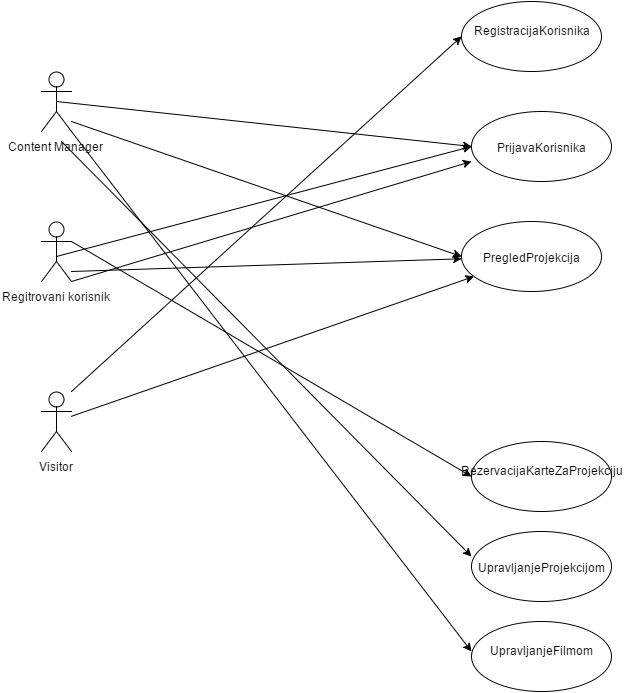 RegistracijaKorisnika
Content Manager
PrijavaKorisnika
PregledProjekcija
Regitrovani korisnik
Visitor
RezervacijaKarteZaProjekciju
UpravljanjeProjekcijom
UpravljanjeFilmom